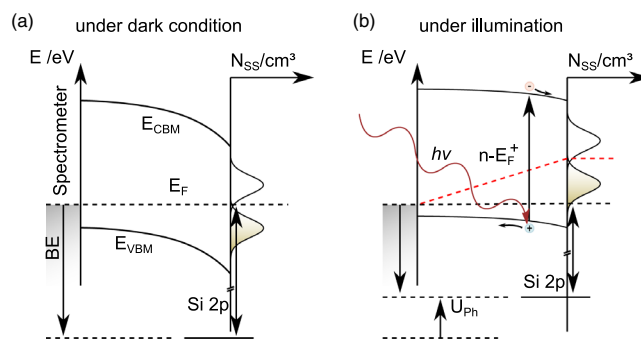 (a) under dark condition
E /eV
N_SS/cm³
Spectrometer
E_CBM
E_F
BE
E_VBM
Si 2p
(b) under illumination
E /eV
N_SS/cm³
-
hν
n-E_F^+
+
Si 2p
U_Ph